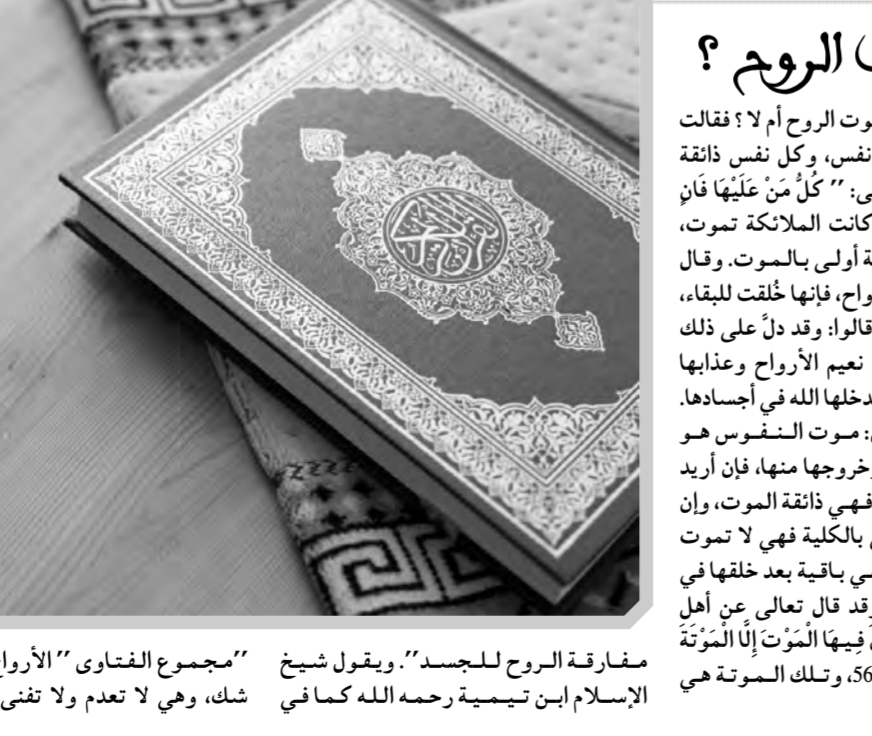 الروح ؟
وت الروح أم لا ؟ فقالت
نفس، وكل نفس ذائقة
ى: ” كُلُّ مَنْ عَلَيْهَا فَانٍ
كانت الملائكة تموت،
ة أولى بالموت. وقال
واح، فإنها خُلقت للبقاء،
قالوا: وقد دلَّ على ذلك
نعيم الأرواح وعذابها
دخلها الله في أجسادها.
: موت النفوس هو
وخروجها منها، فإن أريد
فهي ذائقة الموت، وإن
بالكلية فهي لا تموت
ي باقية بعد خلقها في
وقد قال تعالى عن أهل
فِيهَا الْمَوْتَ إِلَّا الْمَوْتَةَ
56، وتلك الموتة هي
مفارقة الروح للجسد”. ويقول شيخ
الإسلام ابن تيمية رحمه الله كما في
”مجموع الفتاوى ” الأرواح
شك، وهي لا تعدم ولا تفنى
القرآن الكريم